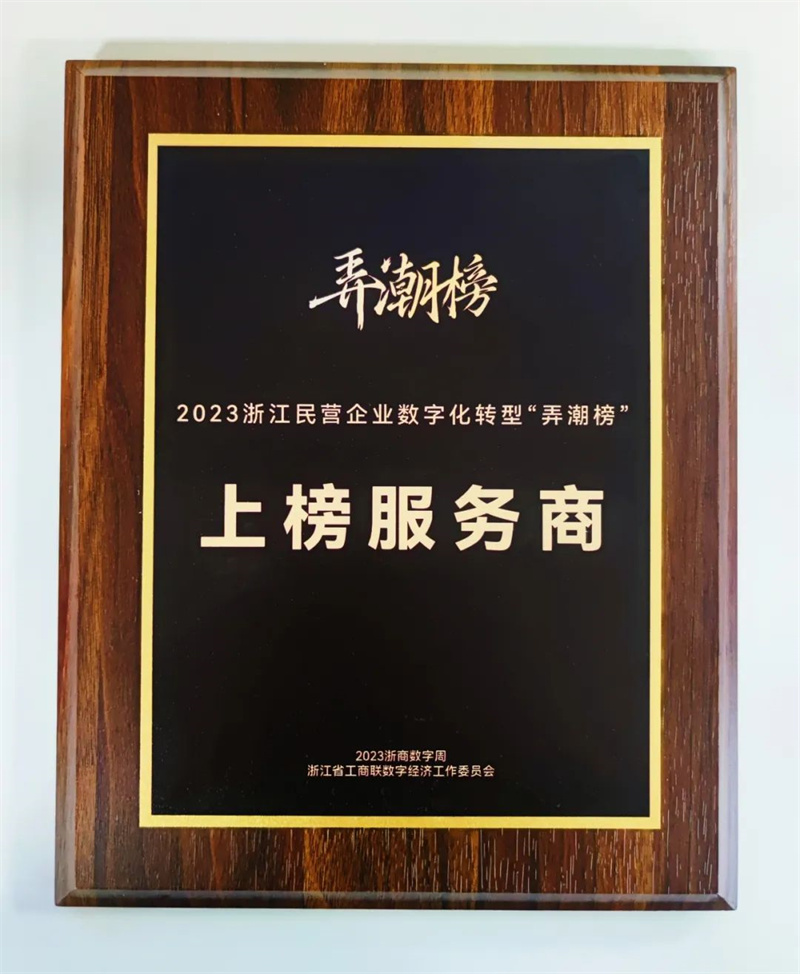 弄潮榜
2023浙江民营企业数字化转型“弄潮榜”
上榜服务商
2023浙商数字周
浙江省工商联数字经济工作委员会